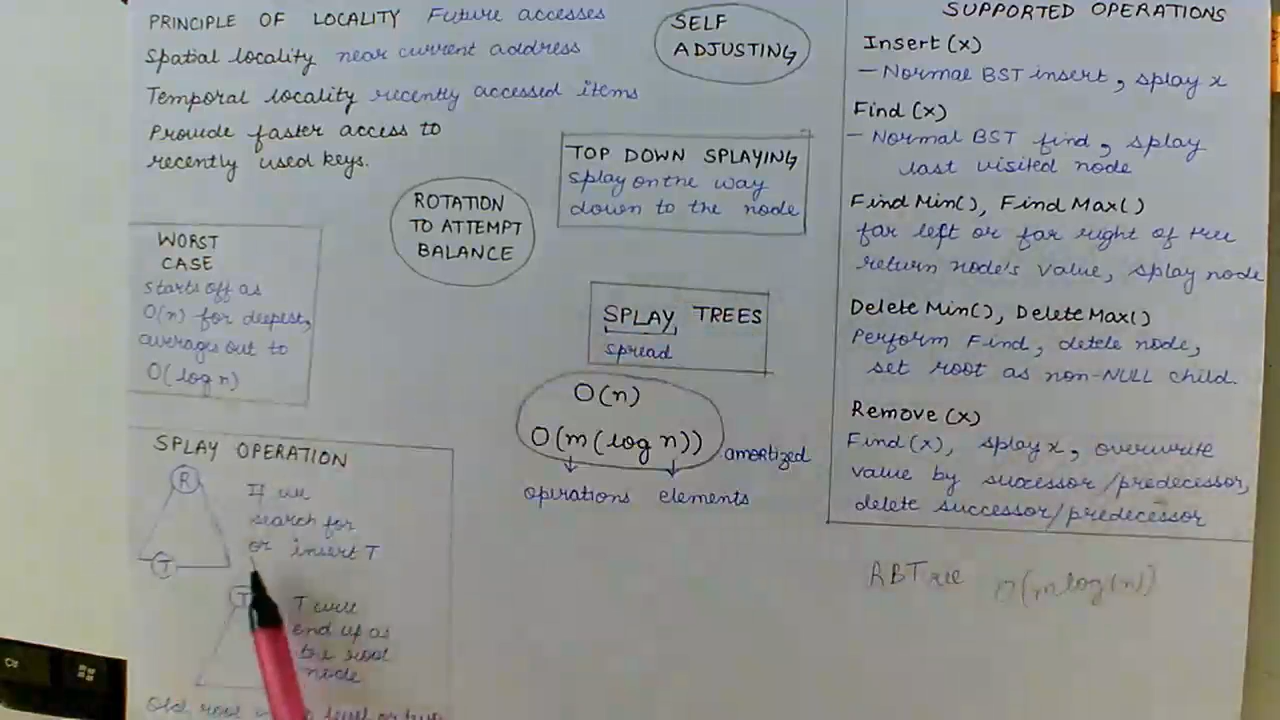 PRINCIPLE OF LOCALITY Future accesses
Spatial locality near current address
Temporal locality recently accessed items
Provide faster access to
recently used keys.
SELF
ADJUSTING
TOP DOWN SPLAYING
splay on the way
down to the node
ROTATION
TO ATTEMPT
BALANCE
WORST
CASE
starts off as
O(n) for deepest,
averages out to
O(log n)
SPLAY TREES
spread
O(n)
O(m(log n)) amortized
operations elements
SPLAY OPERATION
R
If we
search for
or insert T
T
T
T will
end up as
the root
node
Old root
SUPPORTED OPERATIONS
Insert (x)
- Normal BST insert, splay x
Find (x)
- Normal BST find, splay
last visited node
Find Min(), Find Max()
far left or far right of tree
return node's value, splay node
Delete Min(), Delete Max()
Perform Find, detele node,
set root as non-NULL child.
Remove (x)
Find (x), splay x, overwrite
value by successor/predecessor,
delete successor/predecessor
RBTree O(m log(n))